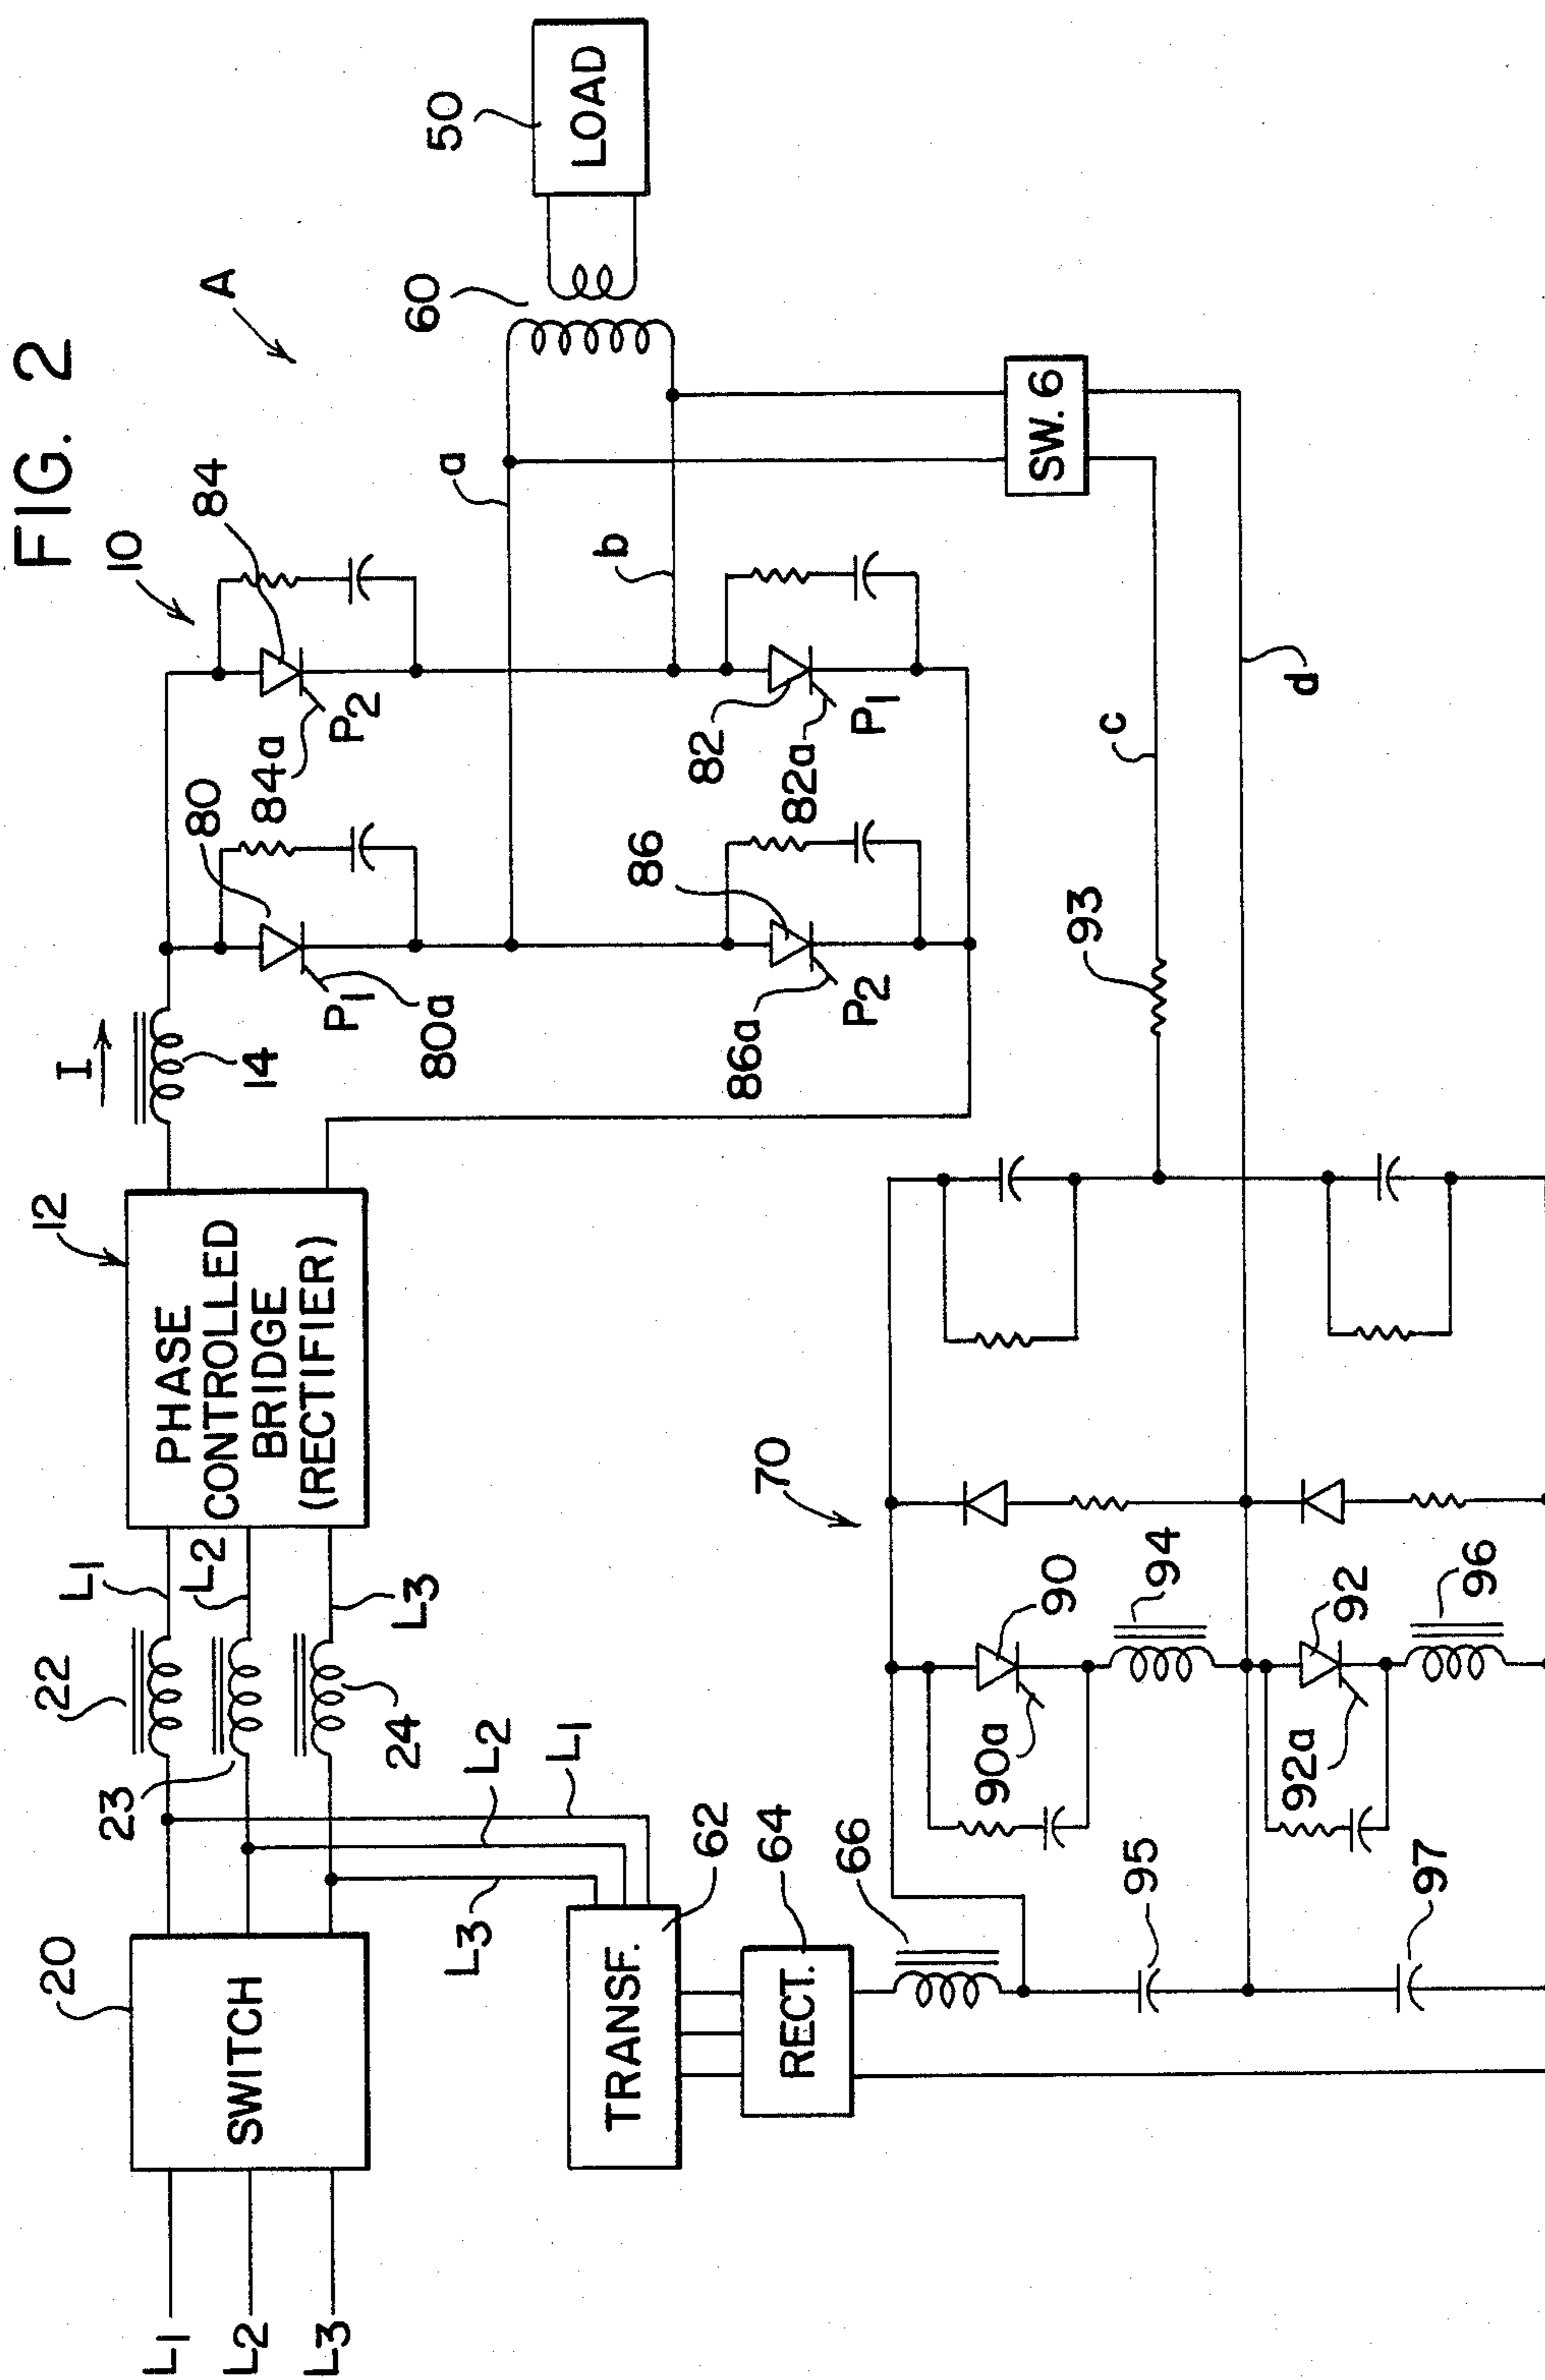 FIG. 2
A
10
12
I
14
L1
L2
L3
20
SWITCH
22
23
24
L1
L2
L3
PHASE
CONTROLLED
BRIDGE
(RECTIFIER)
80
P1
80a
84
84a
P2
86
86a
P2
82
82a
P1
a
b
60
50
LOAD
L1
L2
L3
TRANSF.
62
RECT.
64
66
70
SW. 6
c
d
93
90
90a
94
92
92a
96
95
97